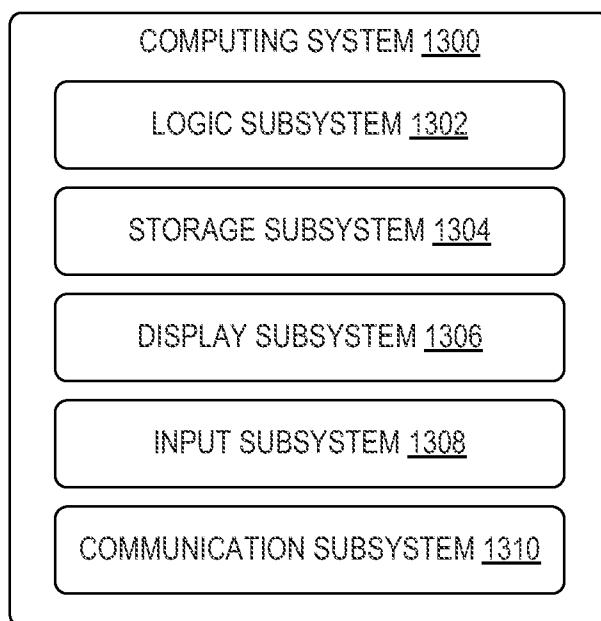 COMPUTING SYSTEM 1300
LOGIC SUBSYSTEM 1302
STORAGE SUBSYSTEM 1304
DISPLAY SUBSYSTEM 1306
INPUT SUBSYSTEM 1308
COMMUNICATION SUBSYSTEM 1310